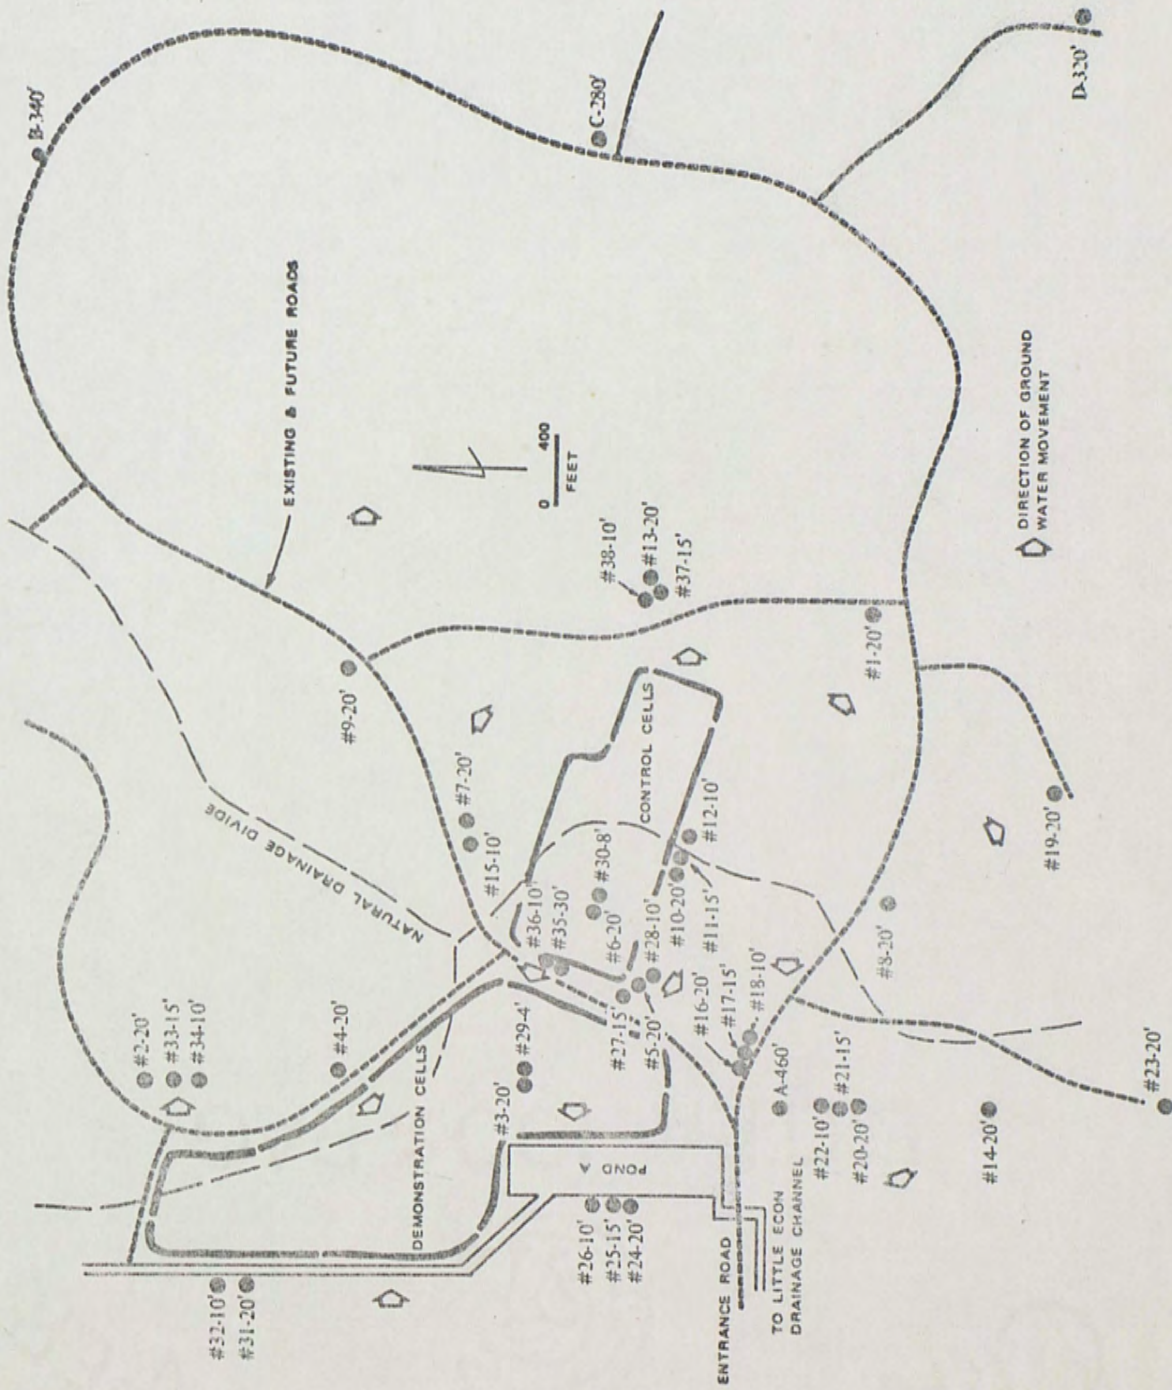 B-340'
C-280'
D-320'
EXISTING & FUTURE ROADS
NATURAL DRAINAGE DIVIDE
0 400
FEET
#38-10'
#13-20'
#37-15'
#9-20'
#7-20'
#15-10'
#1-20'
DIRECTION OF GROUND
WATER MOVEMENT
CONTROL CELLS
#12-10'
#30-8'
#36-10'
#35-30'
#6-20'
#28-10'
#10-20'
#11-15'
#19-20'
#8-20'
#2-20'
#33-15'
#34-10'
#4-20'
#29-4'
#3-20'
#27-15'
#5-20'
#16-20'
#17-15'
#18-10'
A-460'
#22-10'
#21-15'
#20-20'
#14-20'
#23-20'
DEMONSTRATION CELLS
POND A
#26-10'
#25-15'
#24-20'
#32-10'
#31-20'
ENTRANCE ROAD
TO LITTLE ECON
DRAINAGE CHANNEL